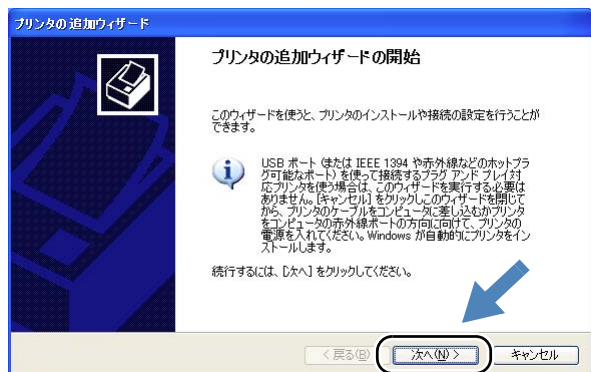 プリンタの追加ウィザード
プリンタの追加ウィザードの開始
このウィザードを使うと、プリンタのインストールや接続の設定を行うことが
できます。
USB ポート (または IEEE 1394 や赤外線などのホットプラ
グ可能なポート) を使って接続するプラグ アンド プレイ対
応プリンタを使う場合は、このウィザードを実行する必要は
ありません。[キャンセル] をクリックしこのウィザードを閉じて
から、プリンタのケーブルをコンピュータに差し込むかプリンタ
をコンピュータの赤外線ポートの方向に向けて、プリンタの
電源を入れてください。Windows が自動的にプリンタをイン
ストールします。
続行するには、[次へ] をクリックしてください。
< 戻る(B)
次へ(N) >
キャンセル